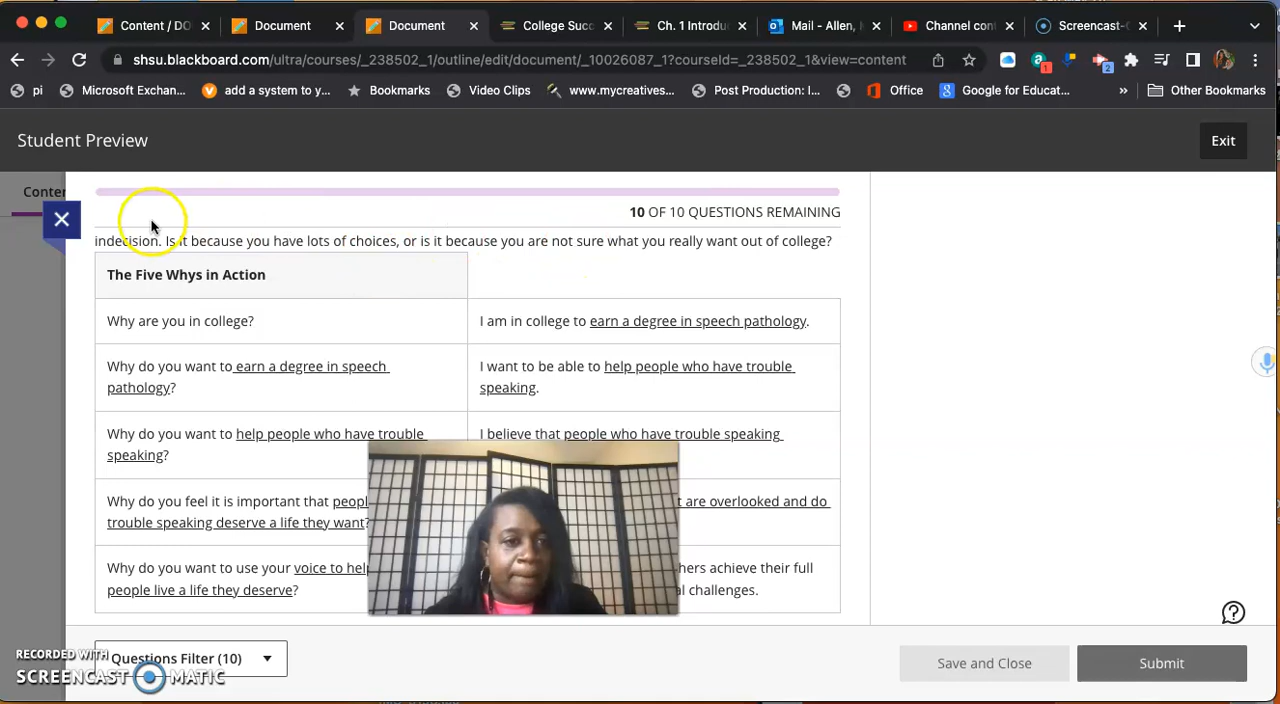 Content / DO
Document
Document
College Succ
Ch. 1 Introdu
Mail - Allen,
Channel con
Screencast-O
shsu.blackboard.com/ultra/courses/_238502_1/outline/edit/document/_10026087_1?courseId=_238502_1&view=content
1
2
pi
Microsoft Exchan...
add a system to y...
Bookmarks
Video Clips
www.mycreatives...
Post Production: I...
Office
Google for Educat...
»
Other Bookmarks
Student Preview
Exit
Conten
10 OF 10 QUESTIONS REMAINING
indecision. Is it because you have lots of choices, or is it because you are not sure what you really want out of college?
The Five Whys in Action
Why are you in college?
I am in college to earn a degree in speech pathology.
Why do you want to earn a degree in speech
pathology?
I want to be able to help people who have trouble
speaking.
Why do you want to help people who have trouble
speaking?
I believe that people who have trouble speaking
Why do you feel it is important that peopl
trouble speaking deserve a life they want?
t are overlooked and do
Why do you want to use your voice to help
people live a life they deserve?
hers achieve their full
al challenges.
Questions Filter (10)
Save and Close
Submit
RECORDED WITH
SCREENCAST MATIC